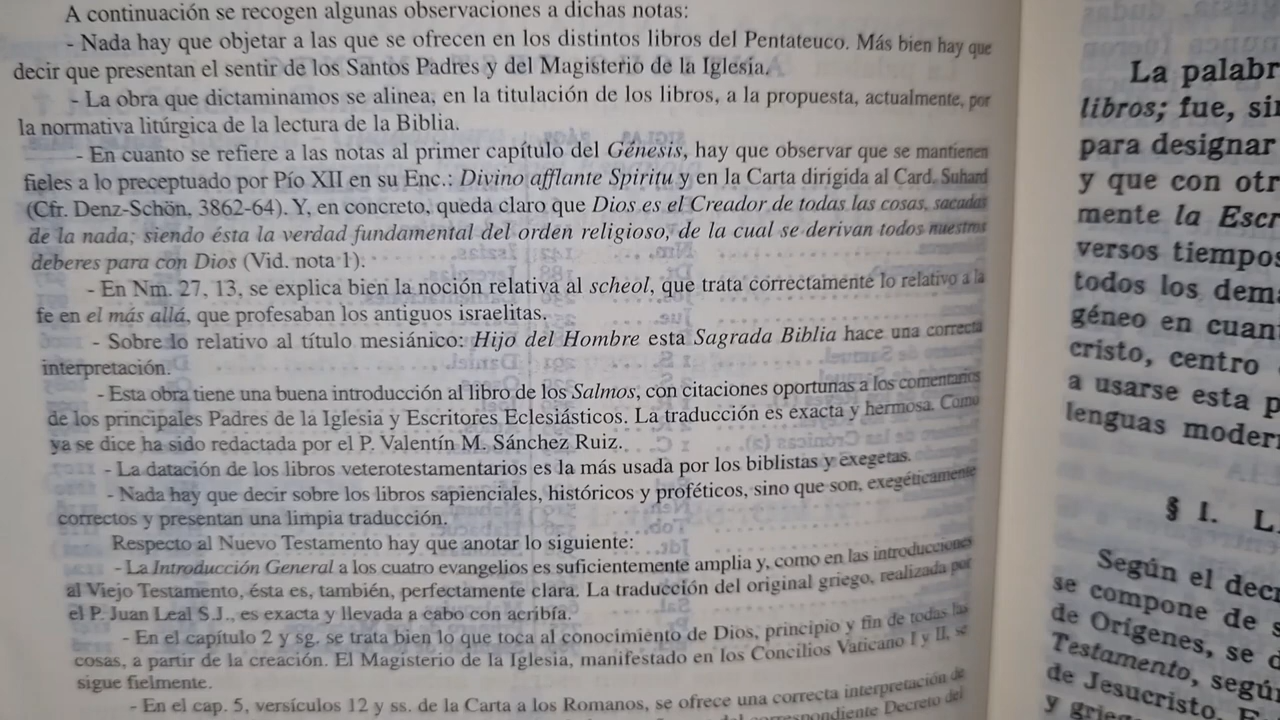 A continuación se recogen algunas observaciones a dichas notas:
- Nada hay que objetar a las que se ofrecen en los distintos libros del Pentateuco. Más bien hay que
decir que presentan el sentir de los Santos Padres y del Magisterio de la Iglesia.
- La obra que dictaminamos se alinea, en la titulación de los libros, a la propuesta, actualmente, por
la normativa litúrgica de la lectura de la Biblia.
- En cuanto se refiere a las notas al primer capítulo del Génesis, hay que observar que se mantienen
fieles a lo preceptuado por Pío XII en su Enc.: Divino afflante Spiritu y en la Carta dirigida al Card. Suhard
(Cfr. Denz-Schön, 3862-64). Y, en concreto, queda claro que Dios es el Creador de todas las cosas, sacadas
de la nada; siendo ésta la verdad fundamental del orden religioso, de la cual se derivan todos nuestros
deberes para con Dios (Vid. nota 1).
- En Nm. 27, 13, se explica bien la noción relativa al scheol, que trata correctamente lo relativo a la
fe en el más allá, que profesaban los antiguos israelitas.
- Sobre lo relativo al título mesiánico: Hijo del Hombre esta Sagrada Biblia hace una correcta
interpretación.
- Esta obra tiene una buena introducción al libro de los Salmos, con citaciones oportunas a los comentarios
de los principales Padres de la Iglesia y Escritores Eclesiásticos. La traducción es exacta y hermosa. Como
ya se dice ha sido redactada por el P. Valentín M. Sánchez Ruiz.
- La datación de los libros veterotestamentarios es la más usada por los biblistas y exegetas.
- Nada hay que decir sobre los libros sapienciales, históricos y proféticos, sino que son, exegéticamente
correctos y presentan una limpia traducción.
Respecto al Nuevo Testamento hay que anotar lo siguiente:
- La Introducción General a los cuatro evangelios es suficientemente amplia y, como en las introducciones
al Viejo Testamento, ésta es, también, perfectamente clara. La traducción del original griego, realizada por
el P. Juan Leal S.J., es exacta y llevada a cabo con acribía.
- En el capítulo 2 y sg. se trata bien lo que toca al conocimiento de Dios, principio y fin de todas las
cosas, a partir de la creación. El Magisterio de la Iglesia, manifestado en los Concilios Vaticano I y II, se
sigue fielmente.
- En el cap. 5, versículos 12 y ss. de la Carta a los Romanos, se ofrece una correcta interpretación de
correspondiente Decreto del
La palabr
libros; fue, sin
para designar
y que con otr
mente la Escr
versos tiempos
todos los dem
géneo en cuan
cristo, centro
a usarse esta p
lenguas moder
§ I. L
Según el decr
se compone de s
de Orígenes, se d
Testamento, segú
de Jesucristo. E
y grieg